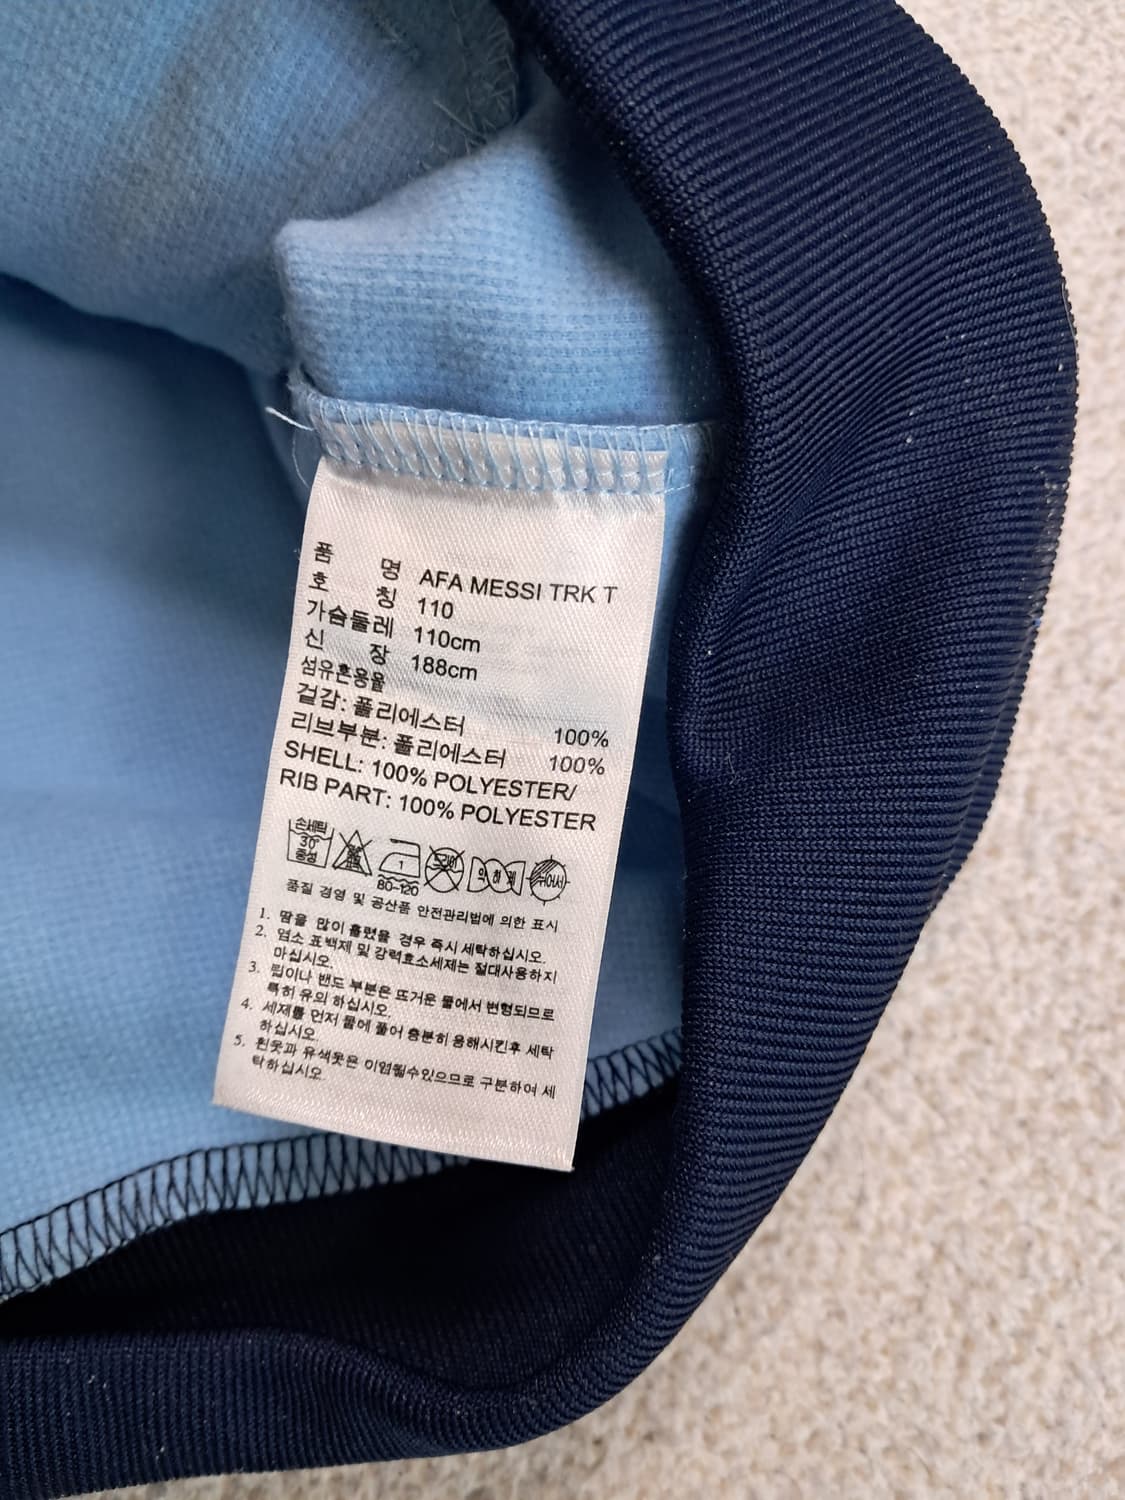 품 명 AFA MESSI TRK T
호 칭 110
가슴둘레 110cm
신 장 188cm
섬유혼용율
겉감: 폴리에스터 100%
리브부분: 폴리에스터 100%
SHELL: 100% POLYESTER/
RIB PART: 100% POLYESTER
손세탁
30°
중성
1
80~120
드라이
약하게
뉘어서
품질 경영 및 공산품 안전관리법에 의한 표시
1. 땀을 많이 흘렸을 경우 즉시 세탁하십시오.
2. 염소 표백제 및 강력효소세제는 절대사용하지
마십시오.
3. 립이나 밴드 부분은 뜨거운 물에서 변형되므로
특히 유의 하십시오.
4. 세제를 먼저 물에 풀어 충분히 용해시킨후 세탁
하십시오.
5. 흰옷과 유색옷은 이염될수있으므로 구분하여 세
탁하십시오.